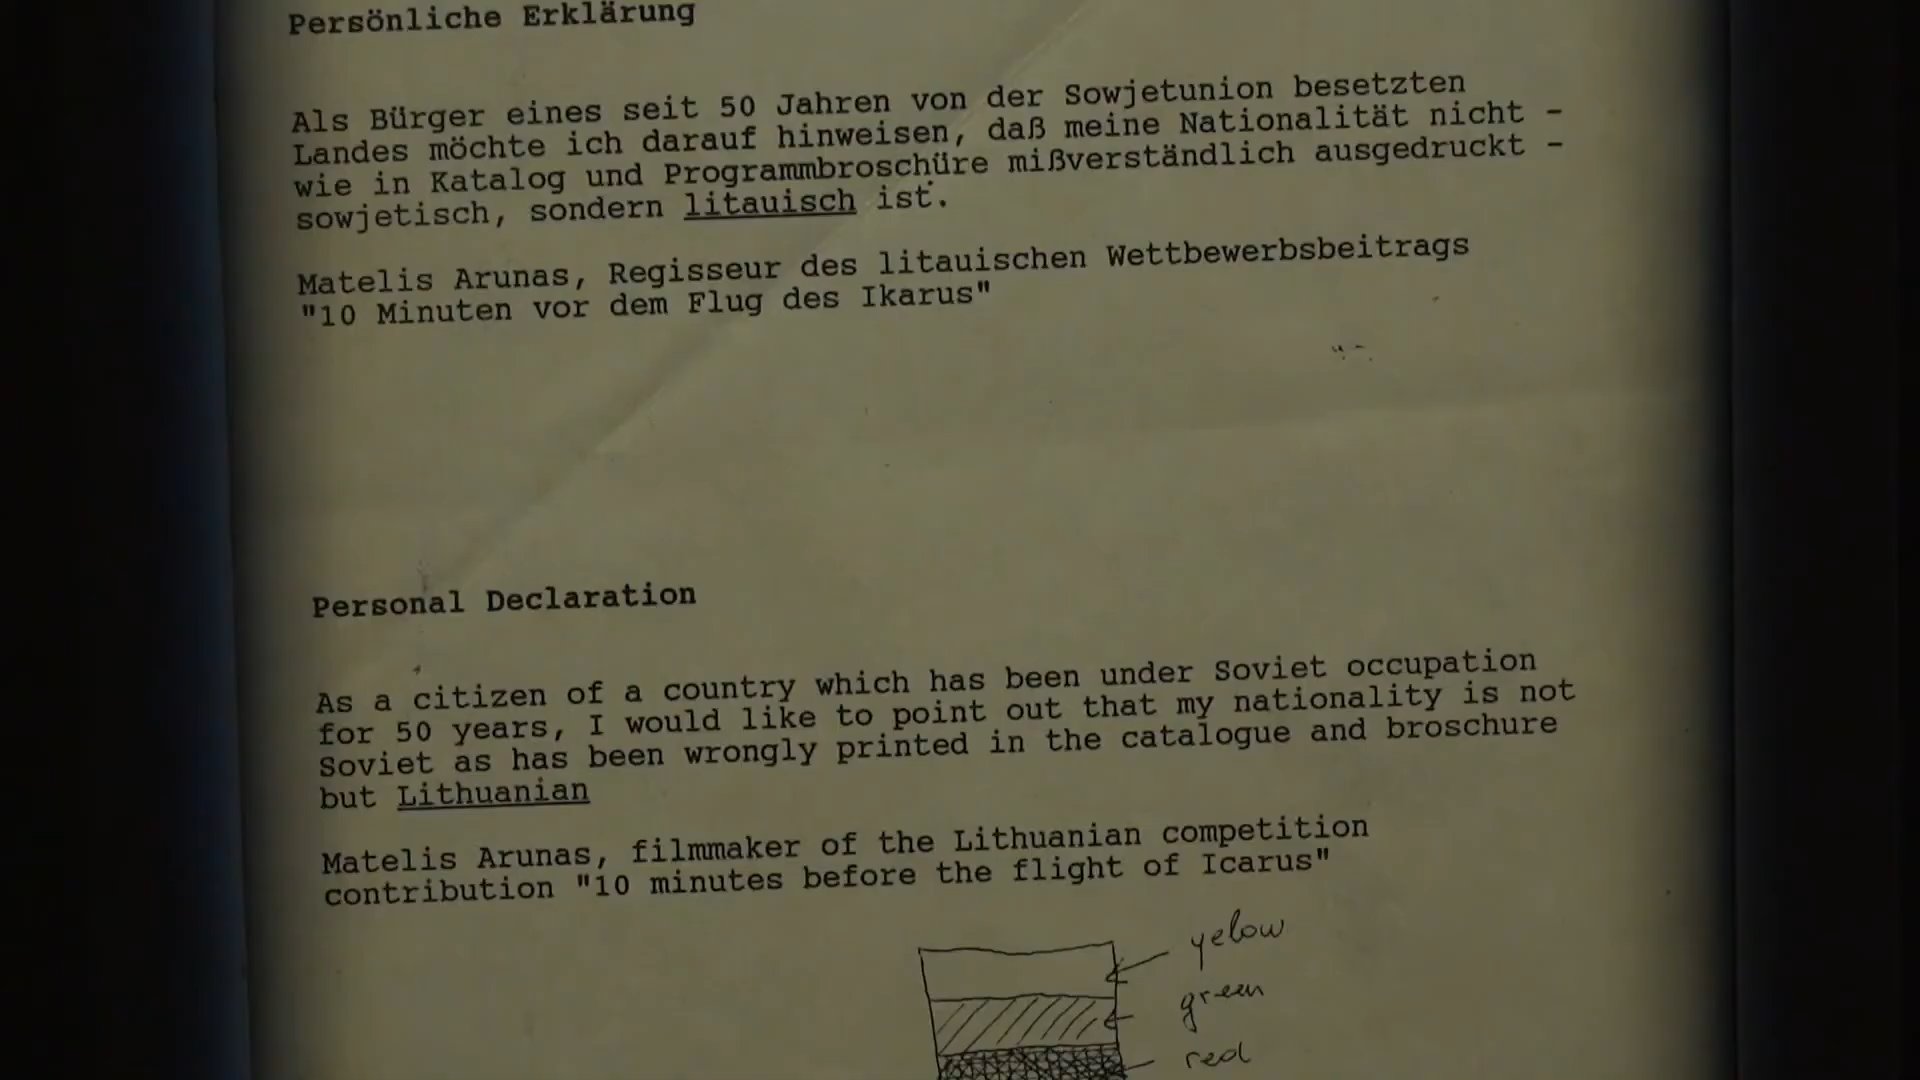 Persönliche Erklärung
Als Bürger eines seit 50 Jahren von der Sowjetunion besetzten
Landes möchte ich darauf hinweisen, daß meine Nationalität nicht -
wie in Katalog und Programmbroschüre mißverständlich ausgedruckt -
sowjetisch, sondern litauisch ist.
Matelis Arunas, Regisseur des litauischen Wettbewerbsbeitrags
"10 Minuten vor dem Flug des Ikarus"
Personal Declaration
As a citizen of a country which has been under Soviet occupation
for 50 years, I would like to point out that my nationality is not
Soviet as has been wrongly printed in the catalogue and broschure
but Lithuanian
Matelis Arunas, filmmaker of the Lithuanian competition
contribution "10 minutes before the flight of Icarus"
yelow
green
red